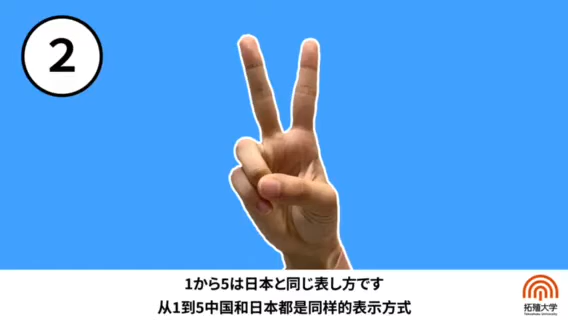 2
1から5は日本と同じ表し方です
从1到5中国和日本都是同样的表示方式
拓殖大学
Takushoku University